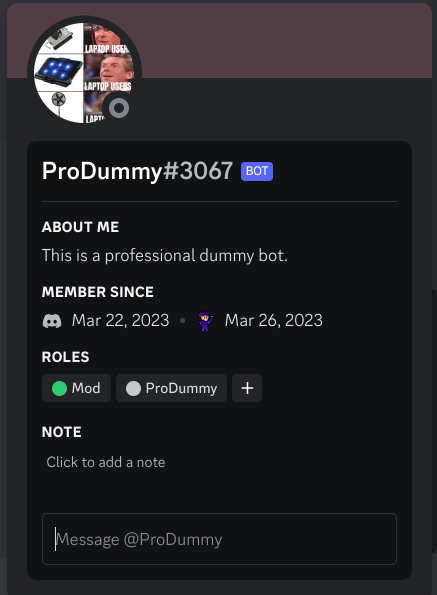 LAPTOP USERS
LAPTOP USERS
LAPT
ProDummy#3067 BOT
ABOUT ME
This is a professional dummy bot.
MEMBER SINCE
Mar 22, 2023 • Mar 26, 2023
ROLES
Mod ProDummy +
NOTE
Click to add a note
Message @ProDummy